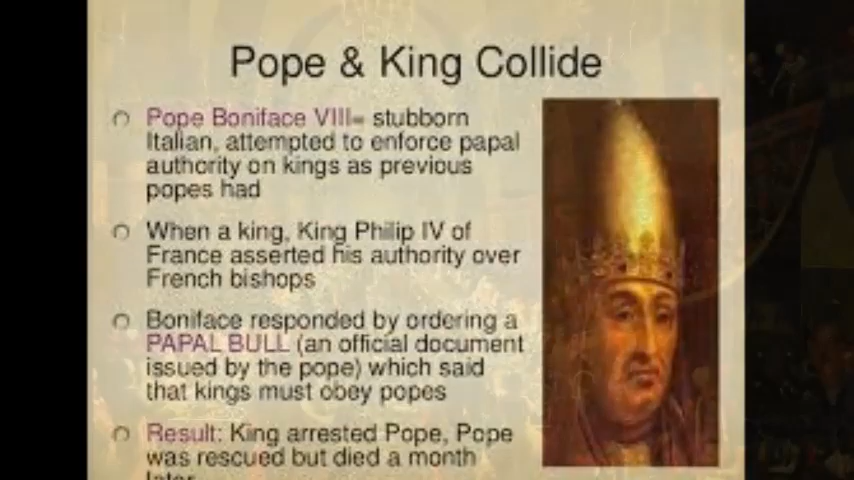 Pope & King Collide
Pope Boniface VIII= stubborn
Italian, attempted to enforce papal
authority on kings as previous
popes had
When a king, King Philip IV of
France asserted his authority over
French bishops
Boniface responded by ordering a
PAPAL BULL (an official document
issued by the pope) which said
that kings must obey popes
Result: King arrested Pope, Pope
was rescued but died a month
later